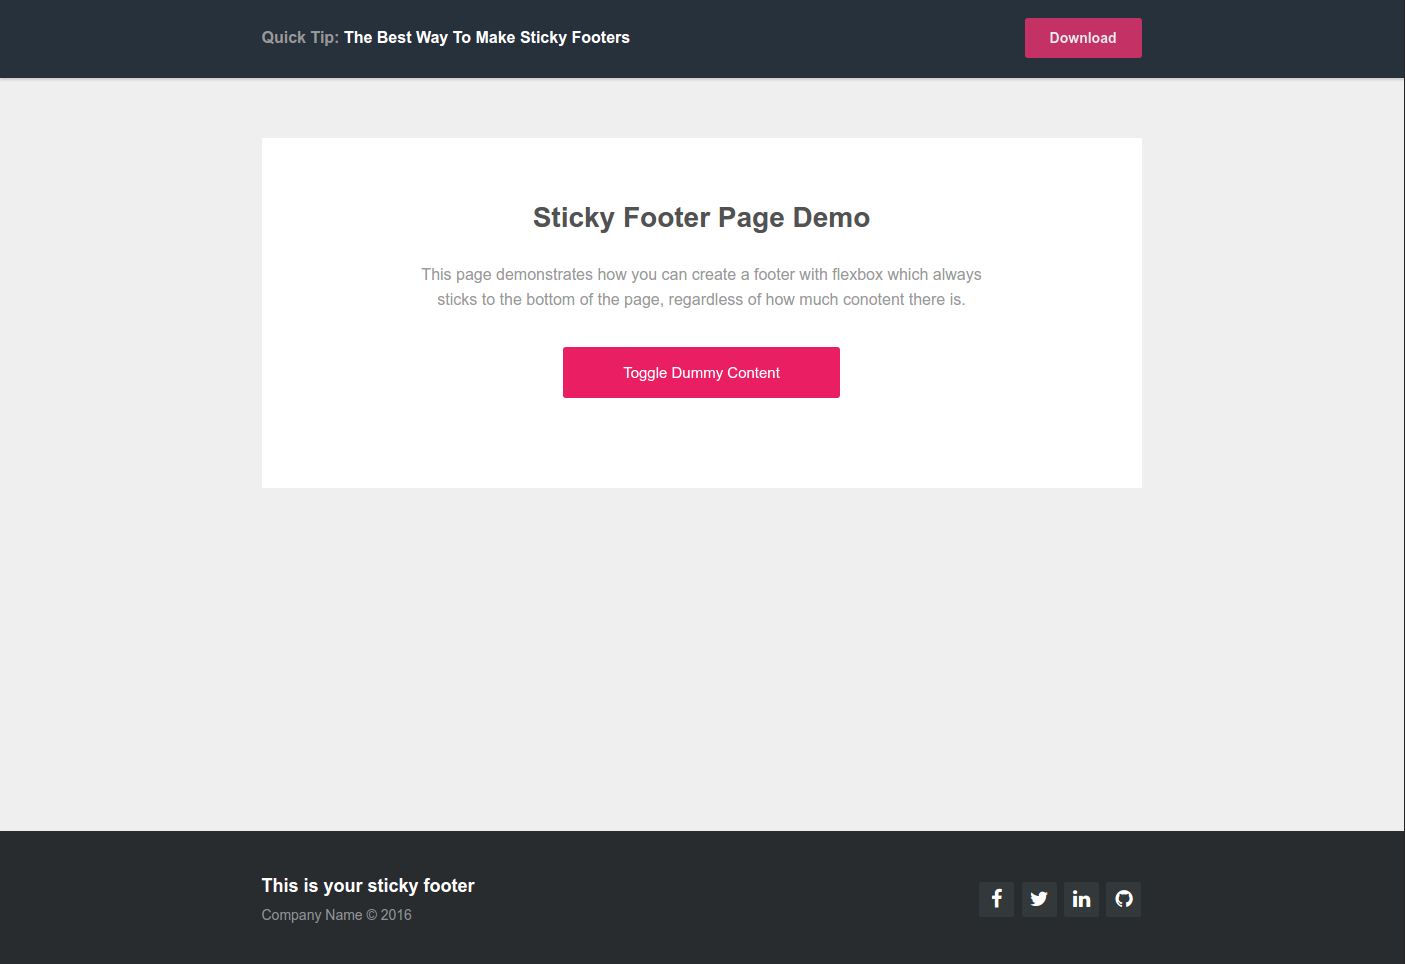 Quick Tip: The Best Way To Make Sticky Footers
Download
Sticky Footer Page Demo
This page demonstrates how you can create a footer with flexbox which always
sticks to the bottom of the page, regardless of how much conotent there is.
Toggle Dummy Content
This is your sticky footer
Company Name © 2016